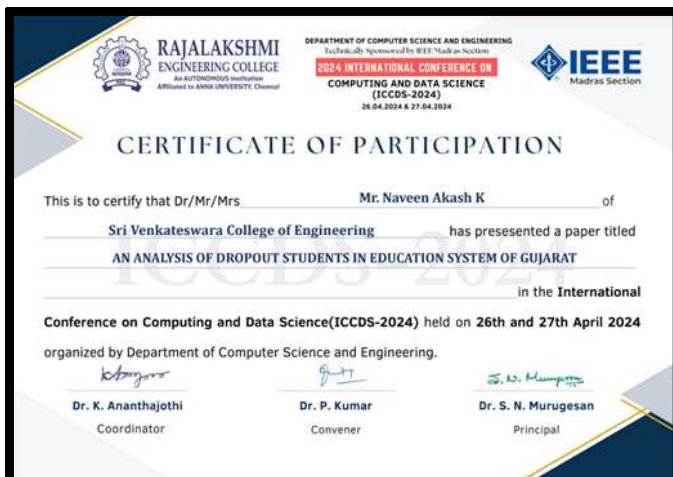 RAJALAKSHMI
ENGINEERING COLLEGE
An AUTONOMOUS Institution
Affiliated to ANNA UNIVERSITY, Chennai
DEPARTMENT OF COMPUTER SCIENCE AND ENGINEERING
Technically Sponsored by IEEE Madras Section
2024 INTERNATIONAL CONFERENCE ON
COMPUTING AND DATA SCIENCE
(ICCDS-2024)
26.04.2024 & 27.04.2024
IEEE
Madras Section
CERTIFICATE OF PARTICIPATION
This is to certify that Dr/Mr/Mrs Mr. Naveen Akash K of
Sri Venkateswara College of Engineering has presesented a paper titled
ICCDS 2024
AN ANALYSIS OF DROPOUT STUDENTS IN EDUCATION SYSTEM OF GUJARAT
in the International
Conference on Computing and Data Science(ICCDS-2024) held on 26th and 27th April 2024
organized by Department of Computer Science and Engineering.
Dr. K. Ananthajothi Dr. P. Kumar Dr. S. N. Murugesan
Coordinator Convener Principal